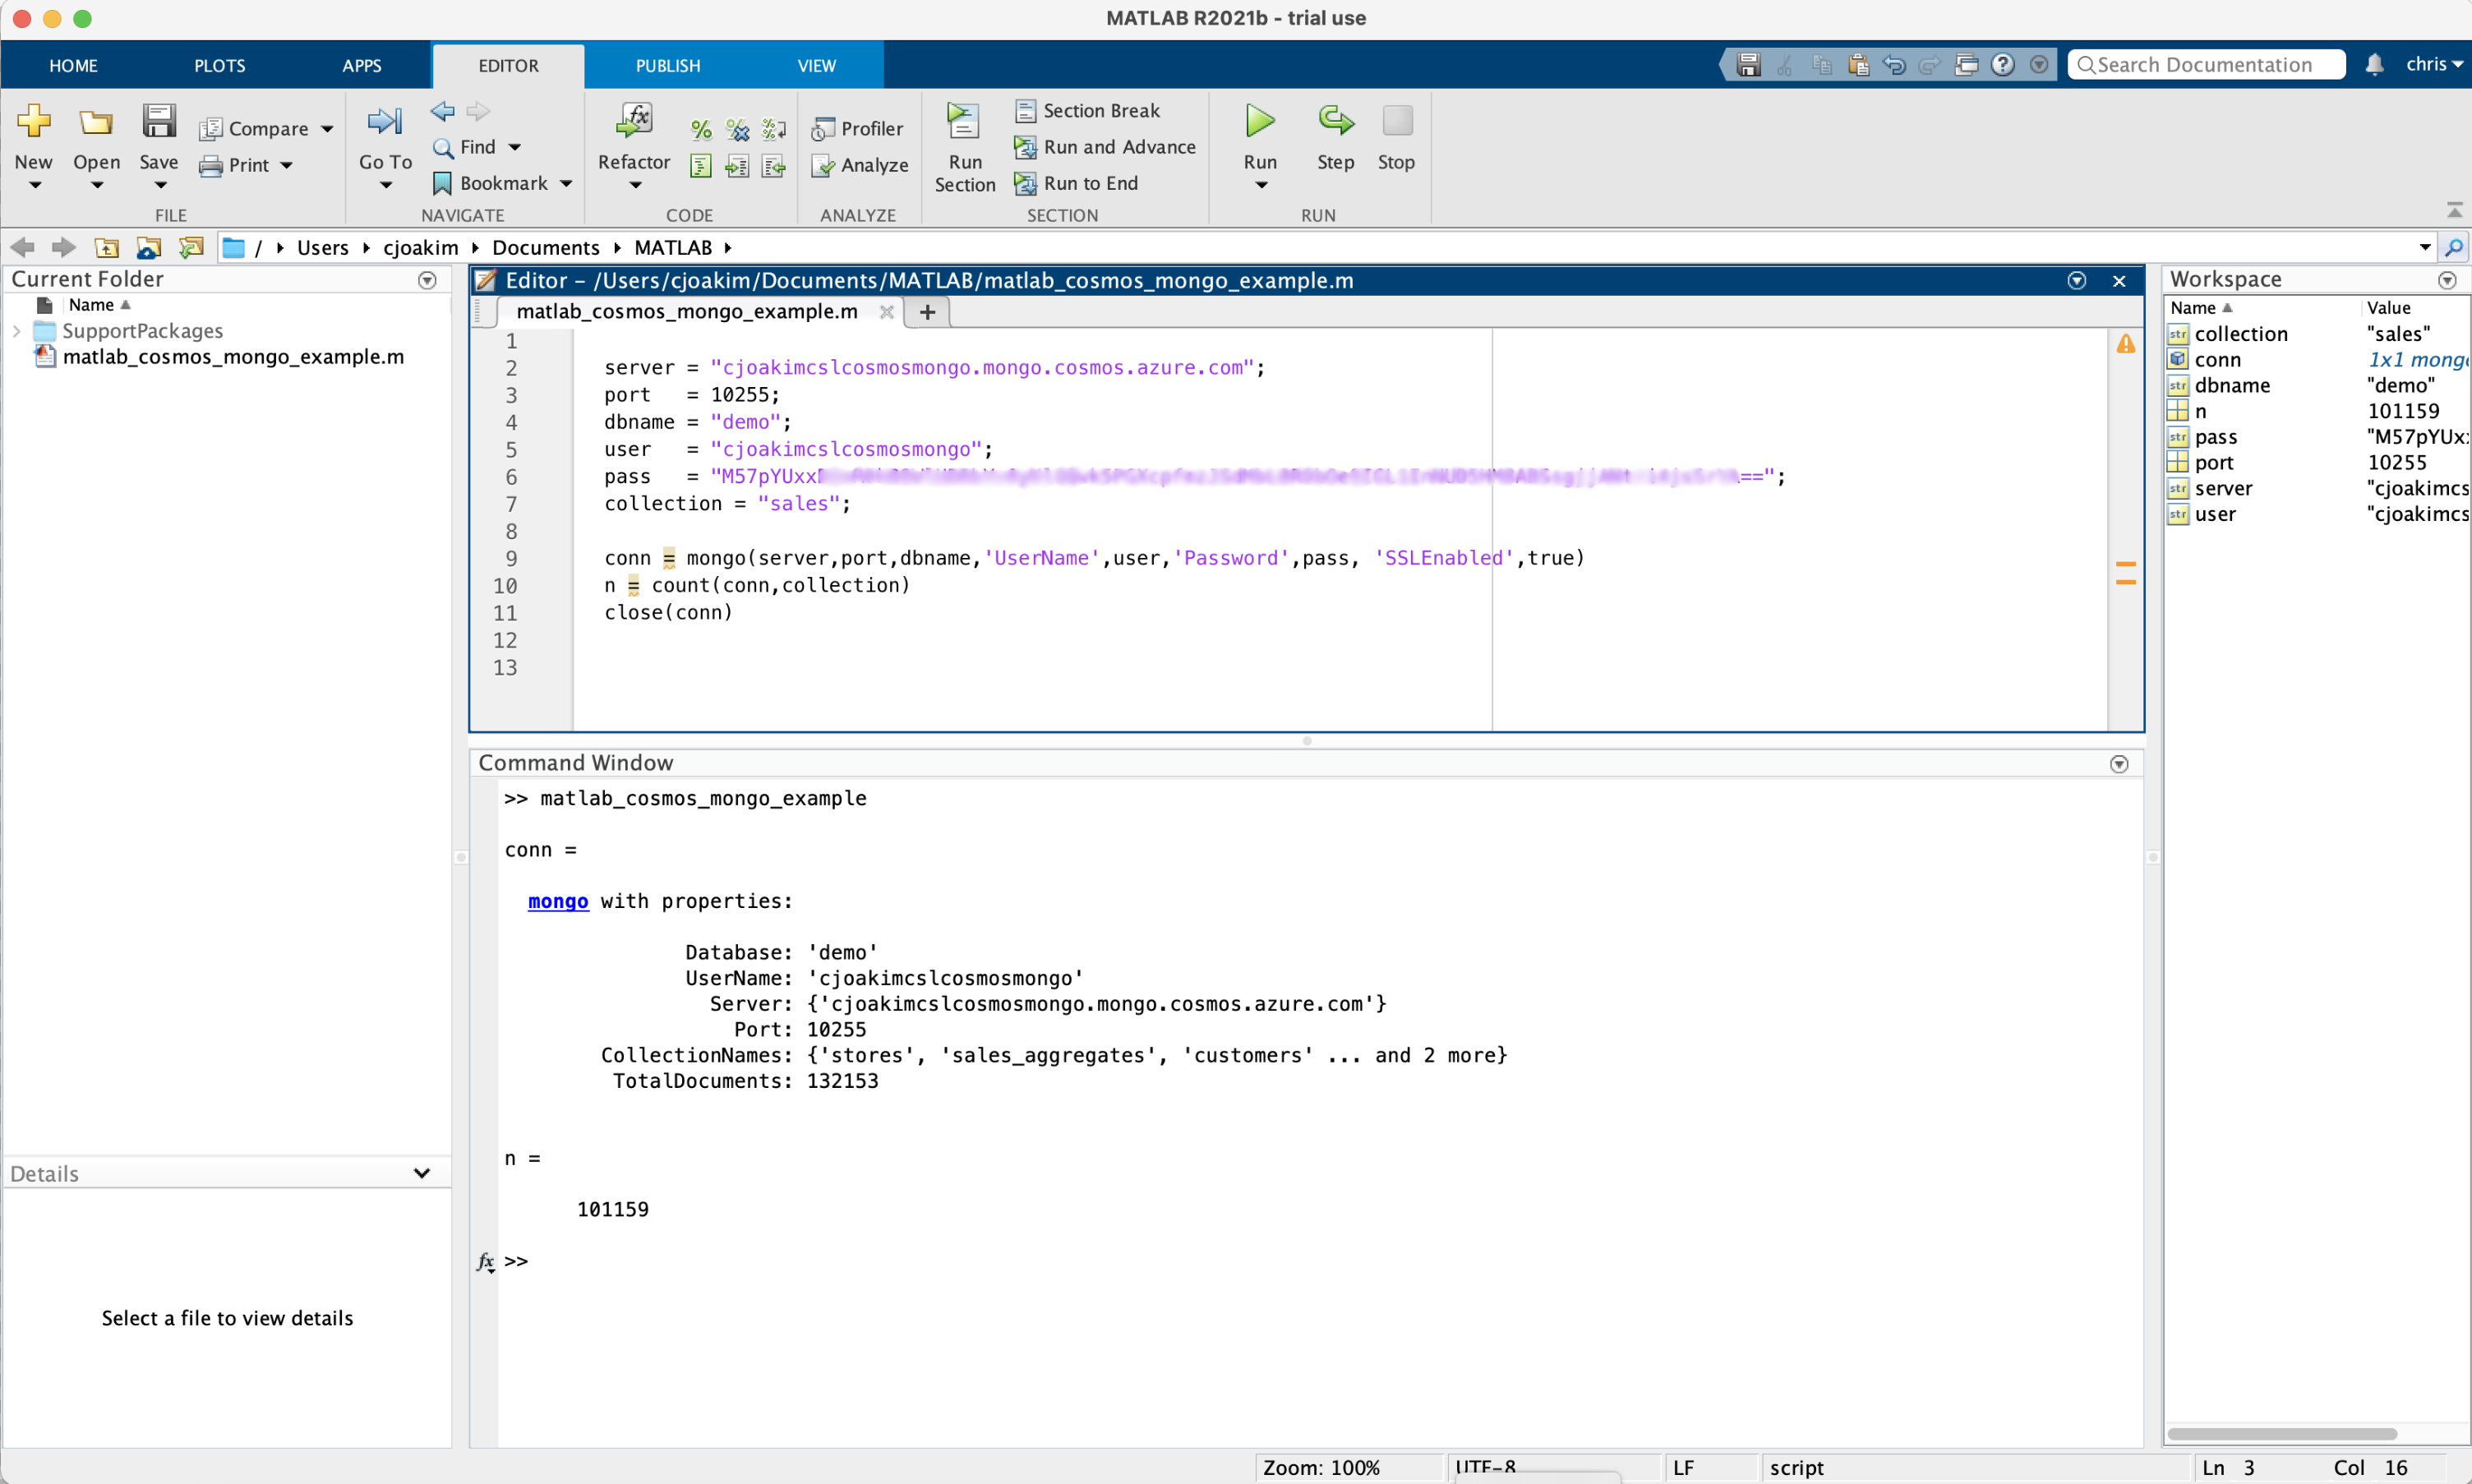 MATLAB R2021b - trial use
HOME PLOTS APPS EDITOR PUBLISH VIEW Search Documentation chris
New Open Save Compare Print
FILE
Go To Find Bookmark
NAVIGATE
Refactor
CODE
Profiler
Analyze
ANALYZE
Run Section
Section Break
Run and Advance
Run to End
SECTION
Run Step Stop
RUN
/ Users cjoakim Documents MATLAB
Current Folder
Name
SupportPackages
matlab_cosmos_mongo_example.m
Details
Select a file to view details
Editor - /Users/cjoakim/Documents/MATLAB/matlab_cosmos_mongo_example.m
matlab_cosmos_mongo_example.m +
1
2 server = "cjoakimcslcosmosmongo.mongo.cosmos.azure.com";
3 port = 10255;
4 dbname = "demo";
5 user = "cjoakimcslcosmosmongo";
6 pass =
7 collection = "sales";
8
9 conn = mongo(server,port,dbname,'UserName',user,'Password',pass, 'SSLEnabled',true)
10 n = count(conn,collection)
11 close(conn)
12
13
Command Window
>> matlab_cosmos_mongo_example
conn =
mongo with properties:
Database: 'demo'
UserName: 'cjoakimcslcosmosmongo'
Server: {'cjoakimcslcosmosmongo.mongo.cosmos.azure.com'}
Port: 10255
CollectionNames: {'stores', 'sales_aggregates', 'customers' ... and 2 more}
TotalDocuments: 132153
n =
101159
fx >>
Workspace
Name Value
collection "sales"
conn 1x1 mong
dbname "demo"
n 101159
pass "M57pYUx
port 10255
server "cjoakimcs
user "cjoakimcs
Zoom: 100% UTF-8 LF script Ln 3 Col 16